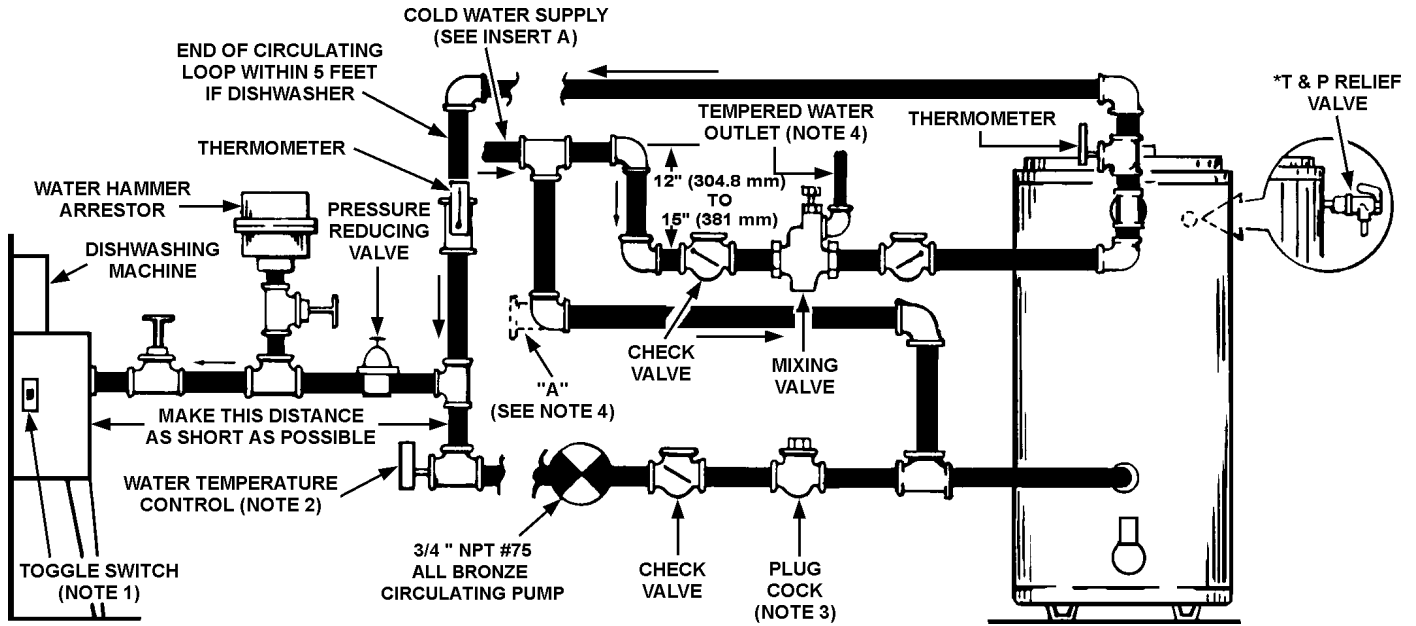 COLD WATER SUPPLY
(SEE INSERT A)
END OF CIRCULATING
LOOP WITHIN 5 FEET
IF DISHWASHER
*T & P RELIEF
VALVE
TEMPERED WATER
OUTLET (NOTE 4)
THERMOMETER
THERMOMETER
12" (304.8 mm)
TO
15" (381 mm)
WATER HAMMER
ARRESTOR
PRESSURE
REDUCING
VALVE
DISHWASHING
MACHINE
CHECK
VALVE
MIXING
VALVE
"A"
(SEE NOTE 4)
MAKE THIS DISTANCE
AS SHORT AS POSSIBLE
WATER TEMPERATURE
CONTROL (NOTE 2)
3/4 " NPT #75
ALL BRONZE
CIRCULATING PUMP
CHECK
VALVE
PLUG
COCK
(NOTE 3)
TOGGLE SWITCH
(NOTE 1)